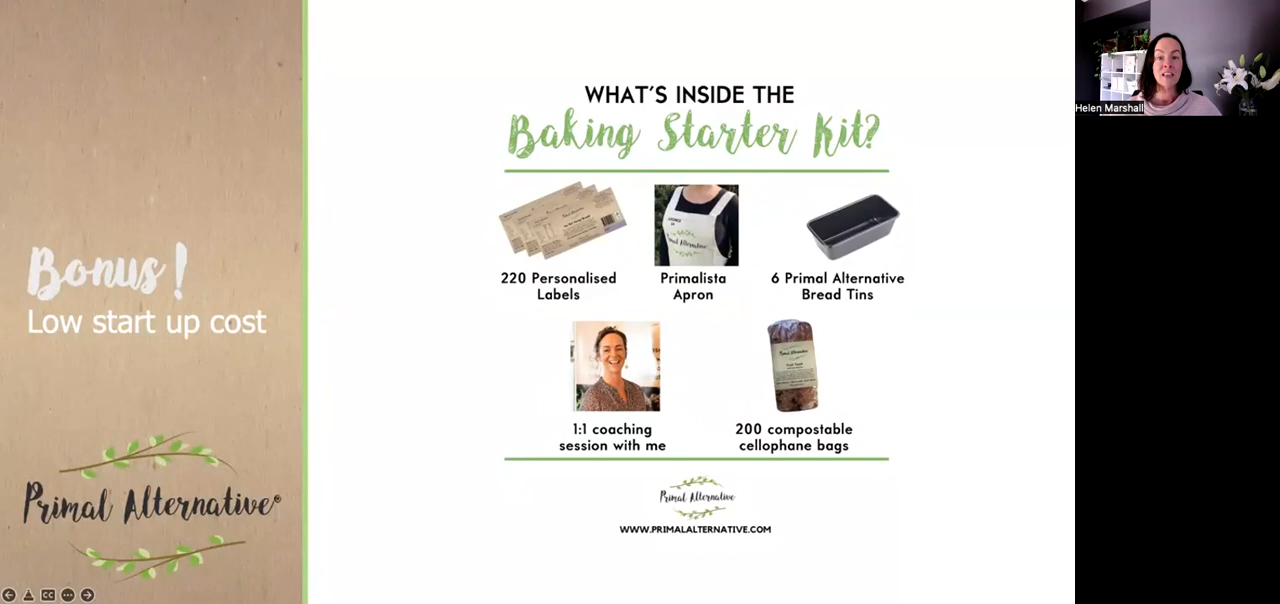 Bonus!
Low start up cost
Primal Alternative®
WHAT'S INSIDE THE
Baking Starter Kit?
220 Personalised
Labels
Primalista
Apron
6 Primal Alternative
Bread Tins
1:1 coaching
session with me
200 compostable
cellophane bags
Primal Alternative
WWW.PRIMALALTERNATIVE.COM
Helen Marshall
CC